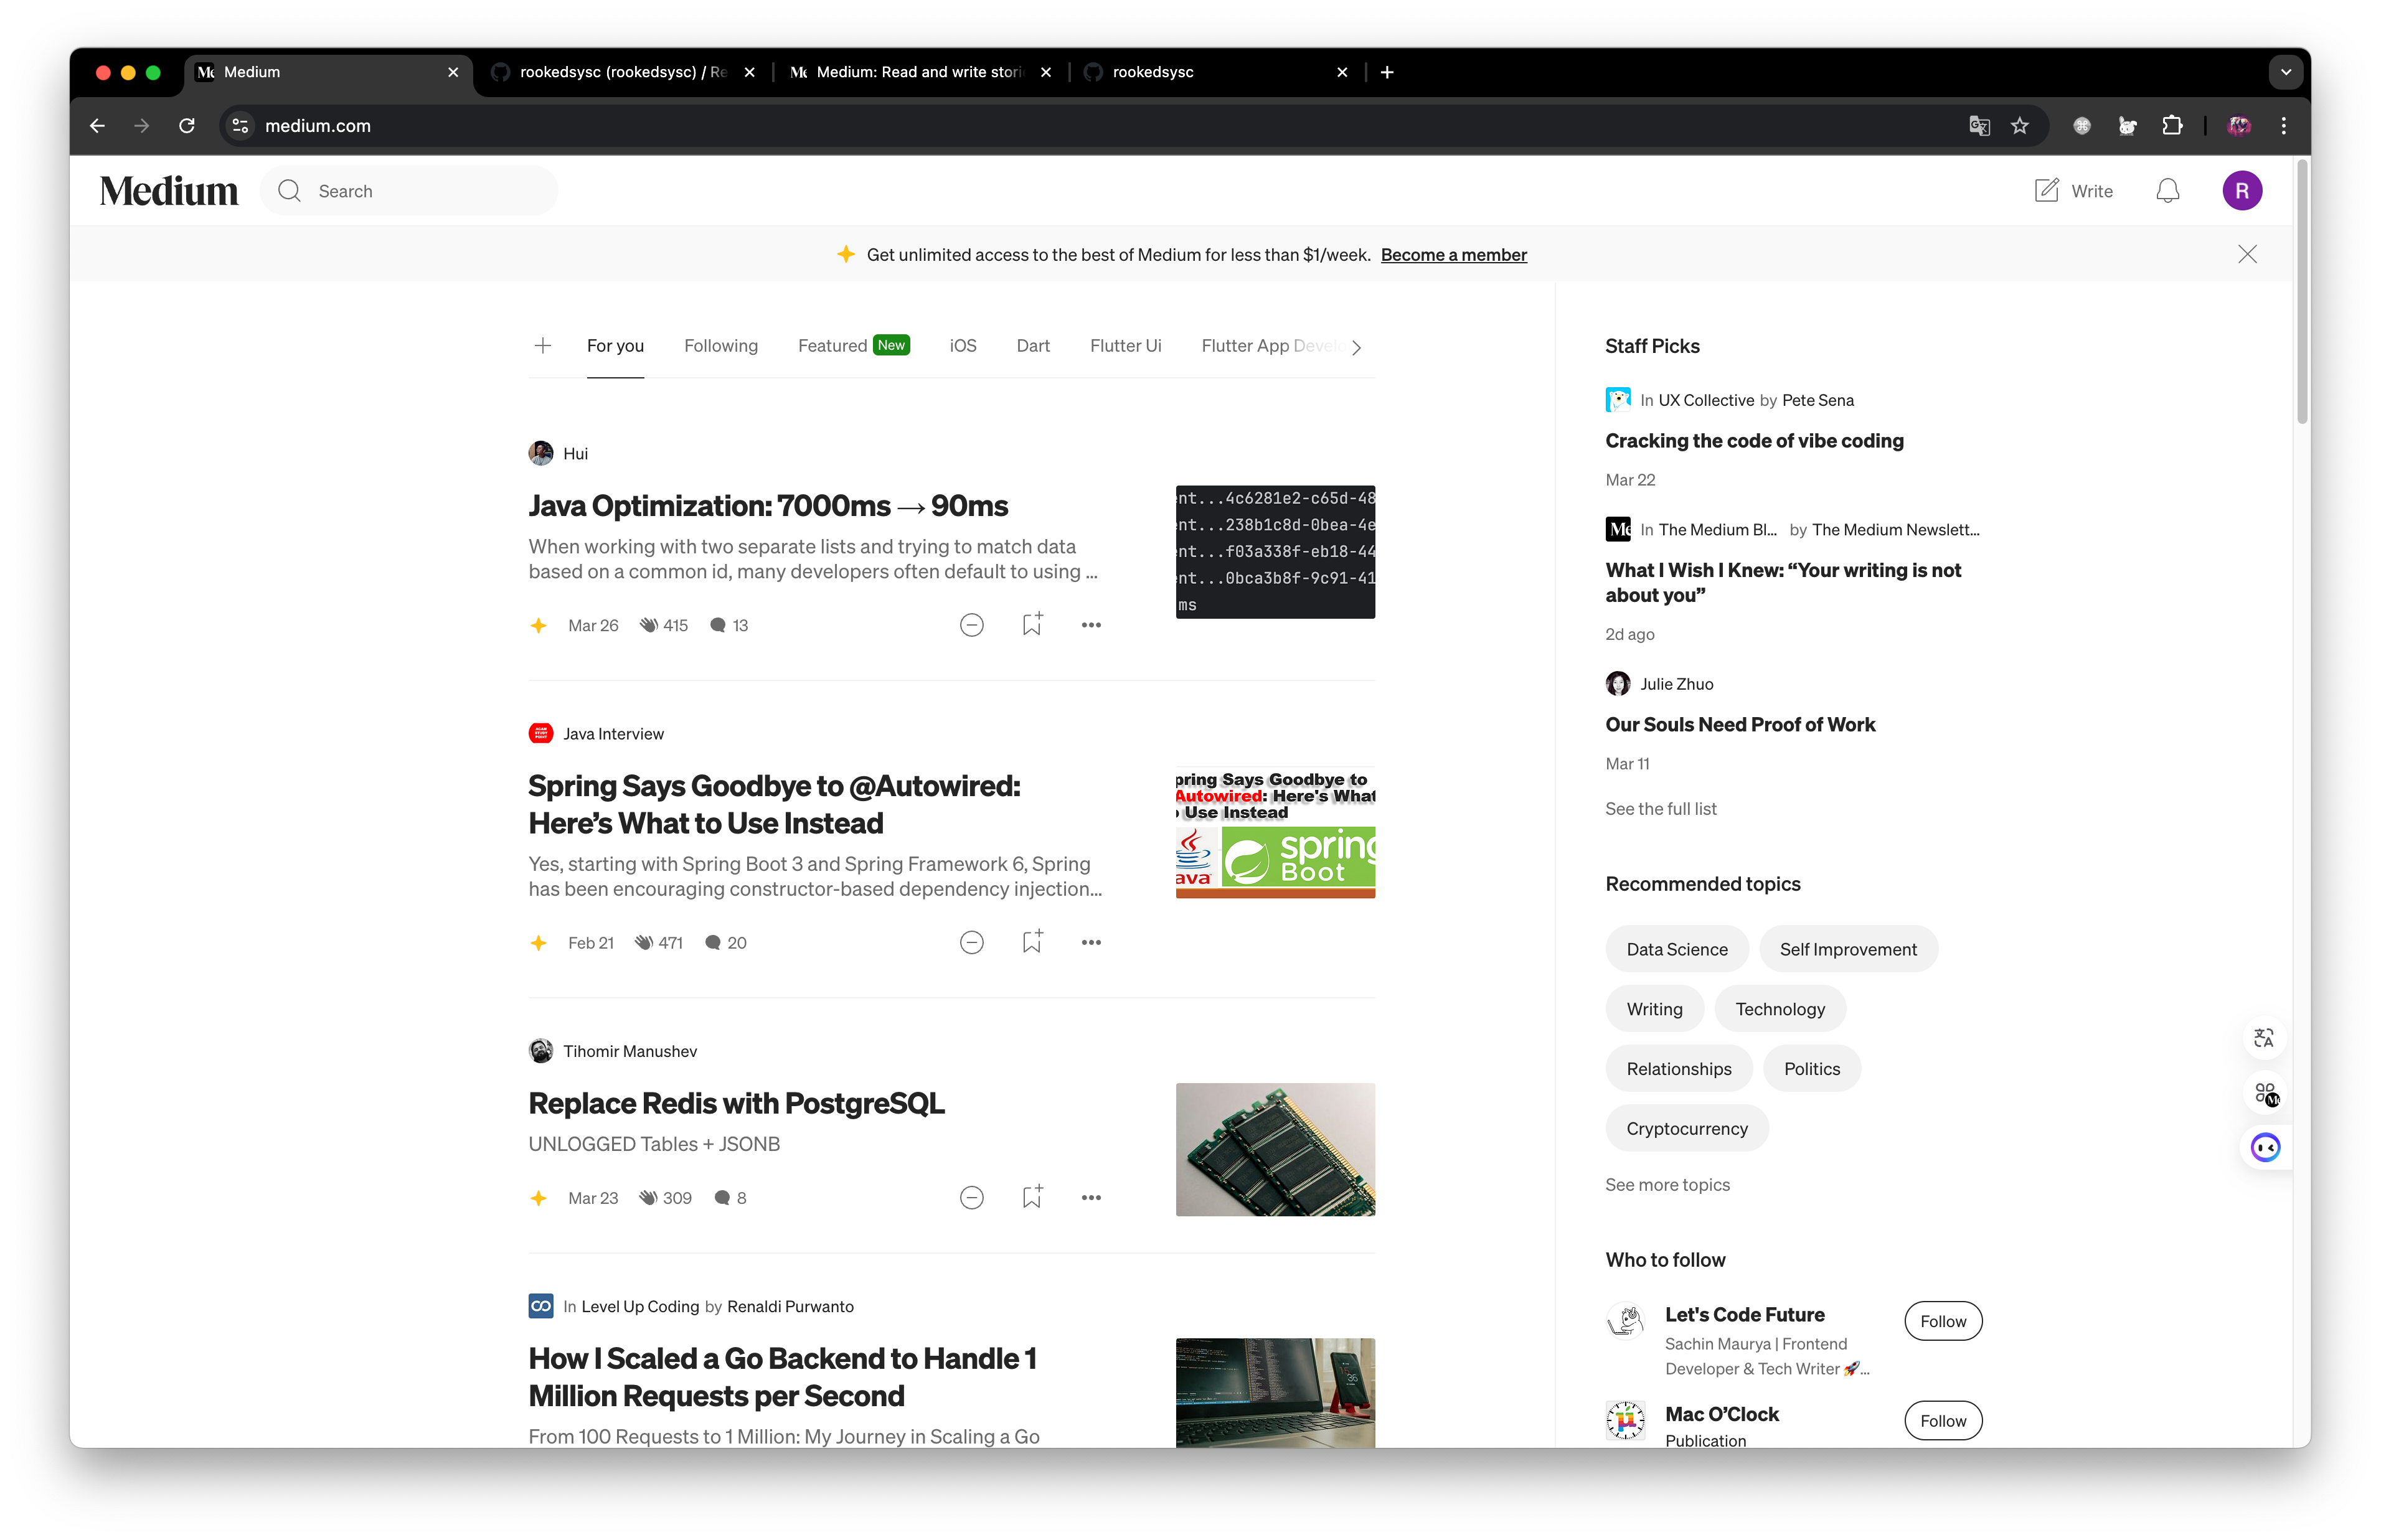 Medium
rookedsysc (rookedsysc) / Re
Medium: Read and write stori
rookedsysc
medium.com
Medium
Search
Write
R
Get unlimited access to the best of Medium for less than $1/week. Become a member
For you
Following
Featured New
iOS
Dart
Flutter Ui
Flutter App Develo
Hui
Java Optimization: 7000ms → 90ms
When working with two separate lists and trying to match data
based on a common id, many developers often default to using ...
Mar 26 415 13
ent...4c6281e2-c65d-48
ent...238b1c8d-0bea-4e
ent...f03a338f-eb18-44
ent...0bca3b8f-9c91-41
ms
Java Interview
Spring Says Goodbye to @Autowired:
Here’s What to Use Instead
Yes, starting with Spring Boot 3 and Spring Framework 6, Spring
has been encouraging constructor-based dependency injection...
Feb 21 471 20
pring Says Goodbye to
Autowired: Here's What
Use Instead
ava
spring
Boot
Tihomir Manushev
Replace Redis with PostgreSQL
UNLOGGED Tables + JSONB
Mar 23 309 8
In Level Up Coding by Renaldi Purwanto
How I Scaled a Go Backend to Handle 1
Million Requests per Second
From 100 Requests to 1 Million: My Journey in Scaling a Go
Staff Picks
In UX Collective by Pete Sena
Cracking the code of vibe coding
Mar 22
In The Medium Bl... by The Medium Newslett...
What I Wish I Knew: “Your writing is not
about you”
2d ago
Julie Zhuo
Our Souls Need Proof of Work
Mar 11
See the full list
Recommended topics
Data Science
Self Improvement
Writing
Technology
Relationships
Politics
Cryptocurrency
See more topics
Who to follow
Let's Code Future
Sachin Maurya | Frontend
Developer & Tech Writer 🚀...
Follow
Mac O’Clock
Publication
Follow